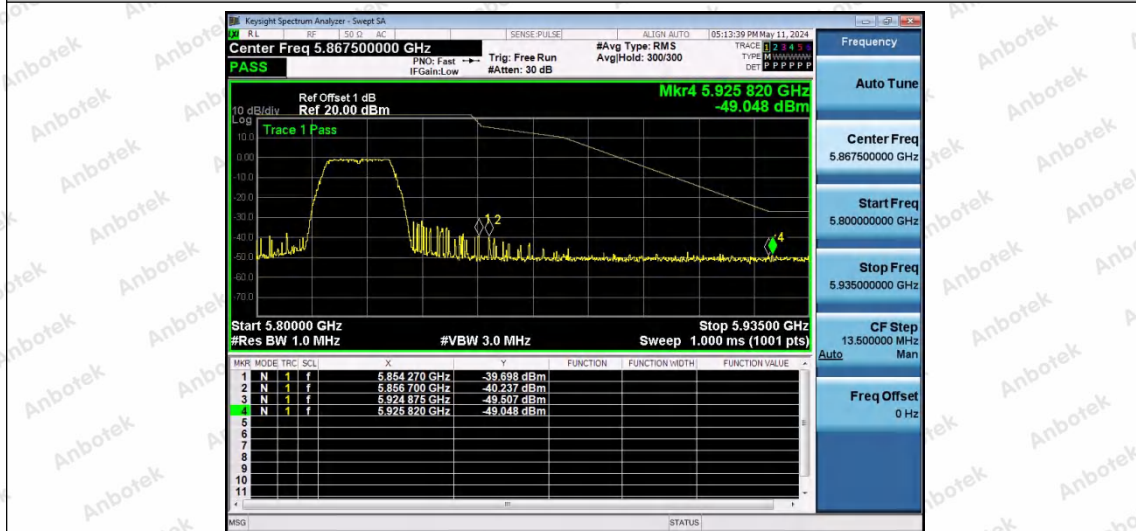 Keysight Spectrum Analyzer - Swept SA
RL RF 50 Ω AC SENSE:PULSE ALIGN AUTO 05:13:39 PM May 11, 2024
Center Freq 5.867500000 GHz #Avg Type: RMS TRACE 1 2 3 4 5 6 Frequency
PASS PNO: Fast Trig: Free Run Avg|Hold: 300/300 TYPE M WWWWW
IFGain:Low #Atten: 30 dB DET P P P P P P
Auto Tune
Ref Offset 1 dB Mkr4 5.925 820 GHz
10 dB/div Ref 20.00 dBm -49.048 dBm
Log
Trace 1 Pass
10.0
0.00
-10.0
-20.0
-30.0
-40.0
-50.0
-60.0
-70.0
1 2
4
Center Freq
5.867500000 GHz
Start Freq
5.800000000 GHz
Stop Freq
5.935000000 GHz
Start 5.80000 GHz Stop 5.93500 GHz
#Res BW 1.0 MHz #VBW 3.0 MHz Sweep 1.000 ms (1001 pts)
CF Step
13.500000 MHz
Auto Man
MKR MODE TRC SCL X Y FUNCTION FUNCTION WIDTH FUNCTION VALUE
1 N 1 f 5.854 270 GHz -39.698 dBm
2 N 1 f 5.856 700 GHz -40.237 dBm
3 N 1 f 5.924 875 GHz -49.507 dBm
4 N 1 f 5.925 820 GHz -49.048 dBm
5
6
7
8
9
10
11
Freq Offset
0 Hz
MSG STATUS
Anbotek